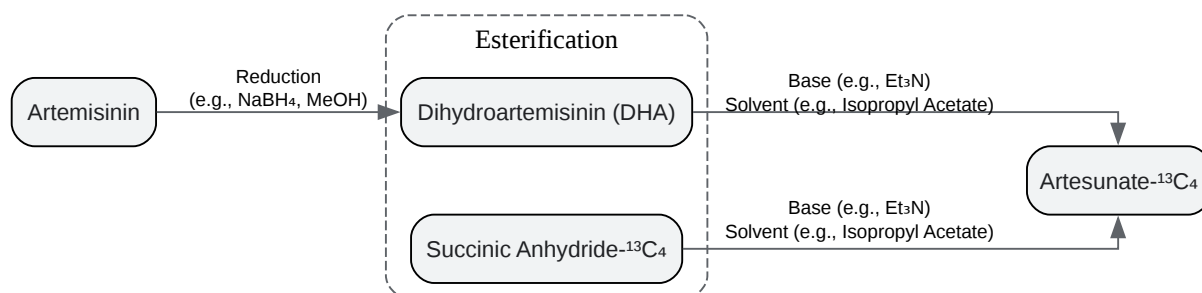 Esterification
Artemisinin
Reduction
(e.g., NaBH₄, MeOH)
Dihydroartemisinin (DHA)
Base (e.g., Et₃N)
Solvent (e.g., Isopropyl Acetate)
Succinic Anhydride-¹³C₄
Base (e.g., Et₃N)
Solvent (e.g., Isopropyl Acetate)
Artesunate-¹³C₄